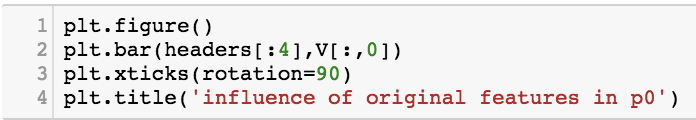 1 plt.figure()
2 plt.bar(headers[:4],V[:,0])
3 plt.xticks(rotation=90)
4 plt.title('influence of original features in p0')